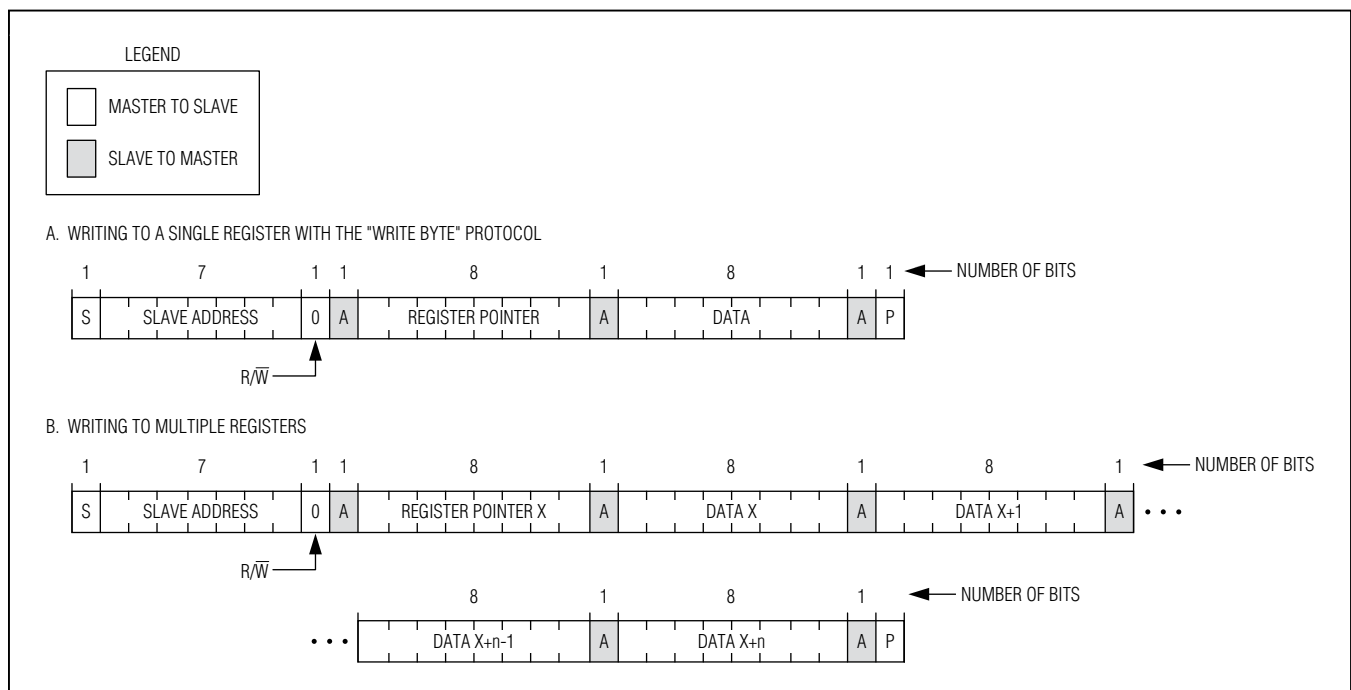 LEGEND
MASTER TO SLAVE
SLAVE TO MASTER
A. WRITING TO A SINGLE REGISTER WITH THE "WRITE BYTE" PROTOCOL
1 7 1 1 8 1 8 1 1 NUMBER OF BITS
S SLAVE ADDRESS 0 A REGISTER POINTER A DATA A P
R/W̅
B. WRITING TO MULTIPLE REGISTERS
1 7 1 1 8 1 8 1 8 1 NUMBER OF BITS
S SLAVE ADDRESS 0 A REGISTER POINTER X A DATA X A DATA X+1 A • • •
R/W̅
8 1 8 1 NUMBER OF BITS
• • • DATA X+n-1 A DATA X+n A P